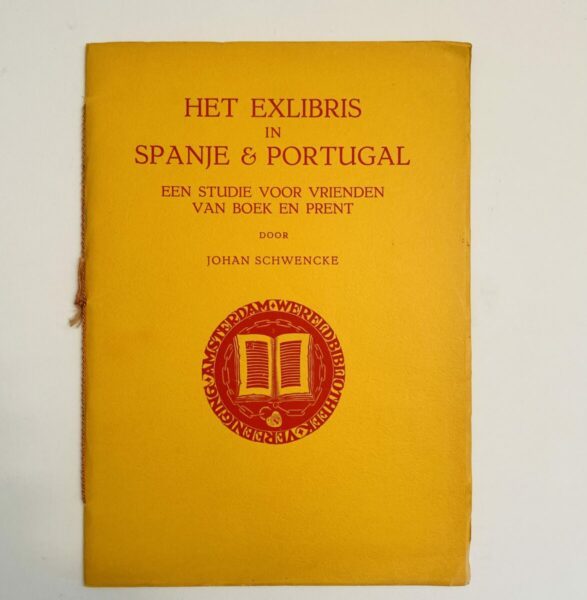 HET EXLIBRIS
IN
SPANJE & PORTUGAL
EEN STUDIE VOOR VRIENDEN
VAN BOEK EN PRENT
DOOR
JOHAN SCHWENCKE
AMSTERDAM • WERELDBIBLIOTHEEK • VEREENIGING •